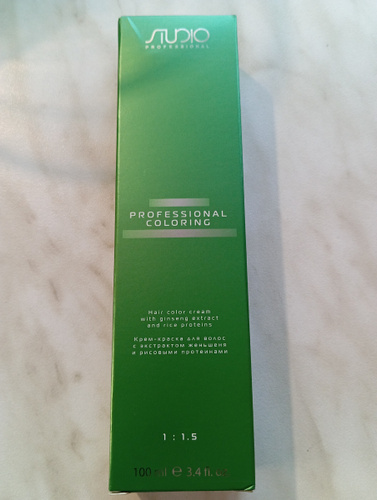 STUDIO
PROFESSIONAL
PROFESSIONAL
COLORING
Hair color cream
with ginseng extract
and rice proteins
Крем-краска для волос
с экстрактом женьшеня
и рисовыми протеинами
1 : 1.5
100 ml ℮ 3.4 fl. oz